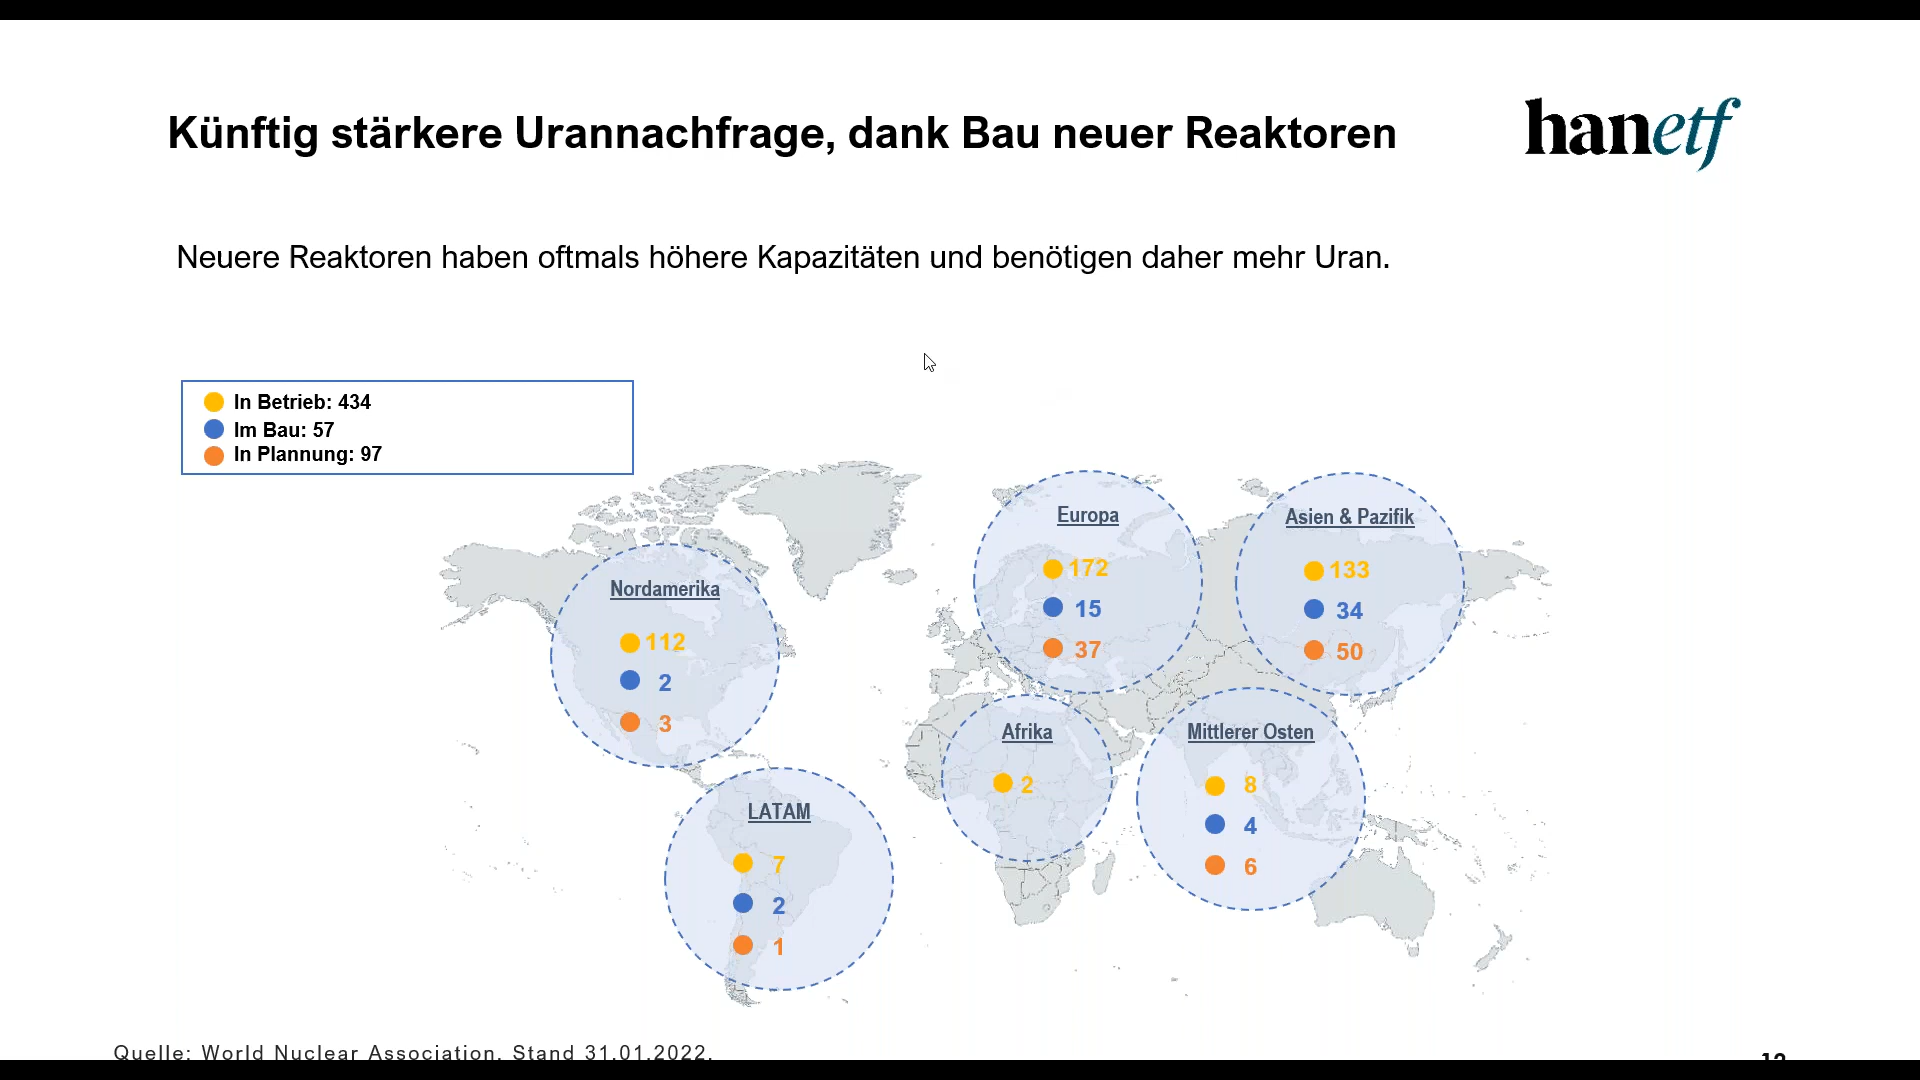 Künftig stärkere Urannachfrage, dank Bau neuer Reaktoren
hanetf
Neuere Reaktoren haben oftmals höhere Kapazitäten und benötigen daher mehr Uran.
In Betrieb: 434
Im Bau: 57
In Plannung: 97
Nordamerika
112
2
3
LATAM
7
2
1
Europa
172
15
37
Afrika
2
Asien & Pazifik
133
34
50
Mittlerer Osten
8
4
6
Quelle: World Nuclear Association. Stand 31.01.2022.